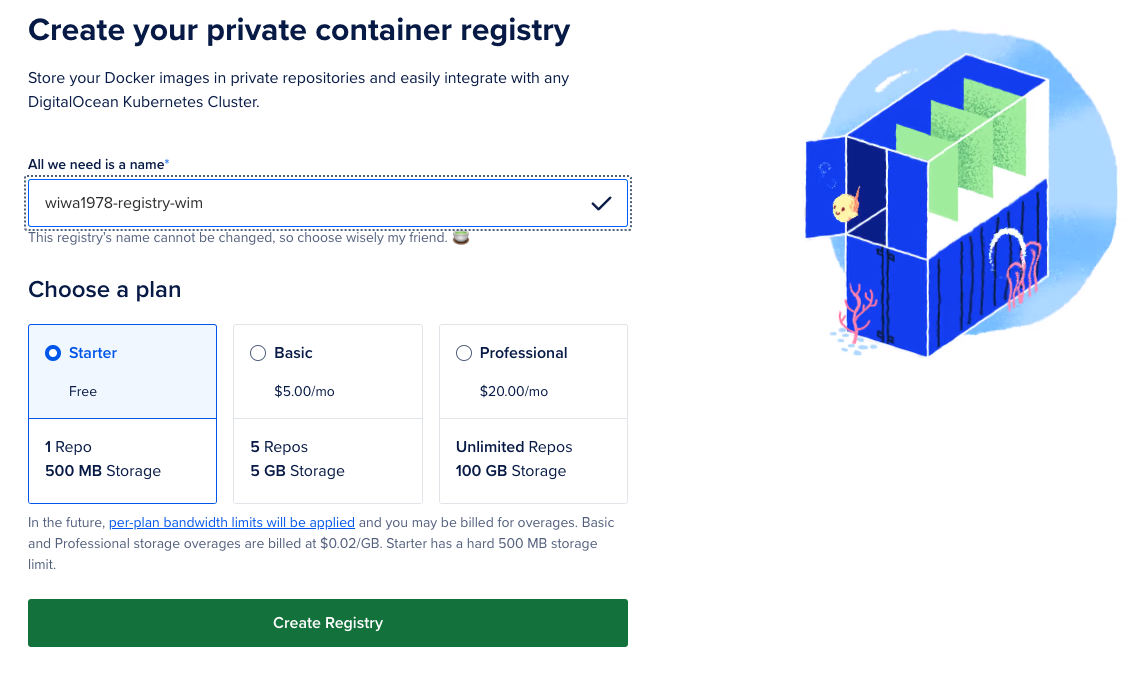 Create your private container registry
Store your Docker images in private repositories and easily integrate with any
DigitalOcean Kubernetes Cluster.
All we need is a name*
wiwa1978-registry-wim
This registry's name cannot be changed, so choose wisely my friend.
Choose a plan
Starter
Free
1 Repo
500 MB Storage
Basic
$5.00/mo
5 Repos
5 GB Storage
Professional
$20.00/mo
Unlimited Repos
100 GB Storage
In the future, per-plan bandwidth limits will be applied and you may be billed for overages. Basic
and Professional storage overages are billed at $0.02/GB. Starter has a hard 500 MB storage
limit.
Create Registry